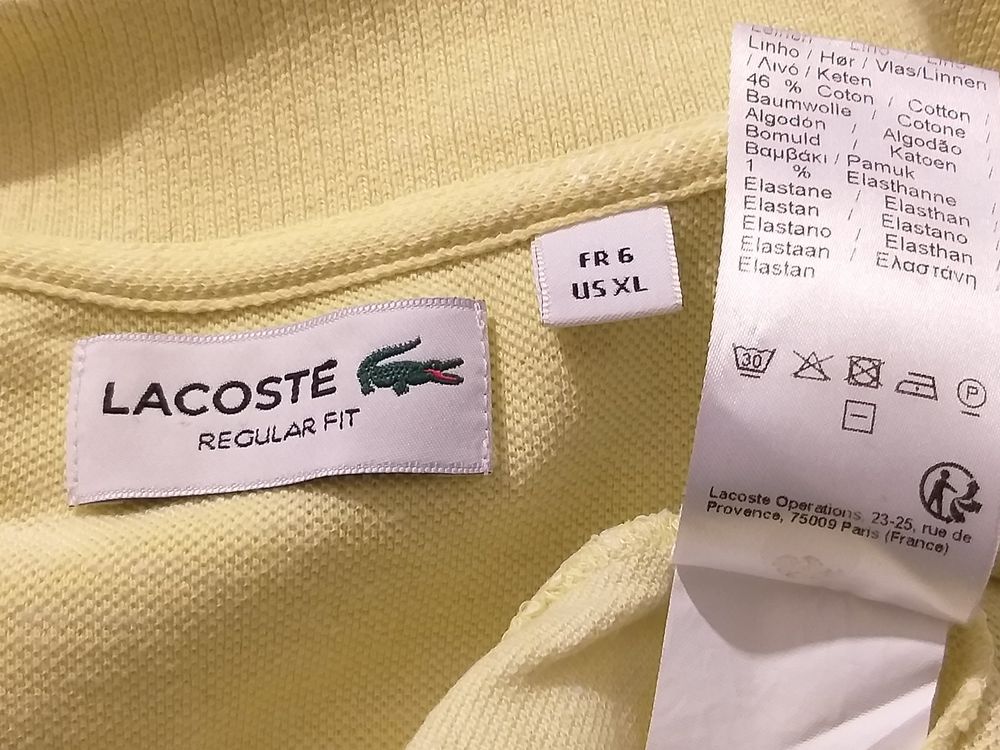 LACOSTE
REGULAR FIT
FR 6
US XL
Linho / Hør / Vlas/Linnen
/ Λινό / Keten
46 % Coton / Cotton /
Baumwolle / Cotone /
Algodón / Algodão /
Bomuld / Katoen /
Βαμβάκι / Pamuk
1 % Elasthanne /
Elastane / Elasthan /
Elastan / Elastano /
Elastano / Elasthan /
Elastaan / Ελαστάνη
Elastan
30
P
Lacoste Operations, 23-25, rue de
Provence, 75009 Paris (France)